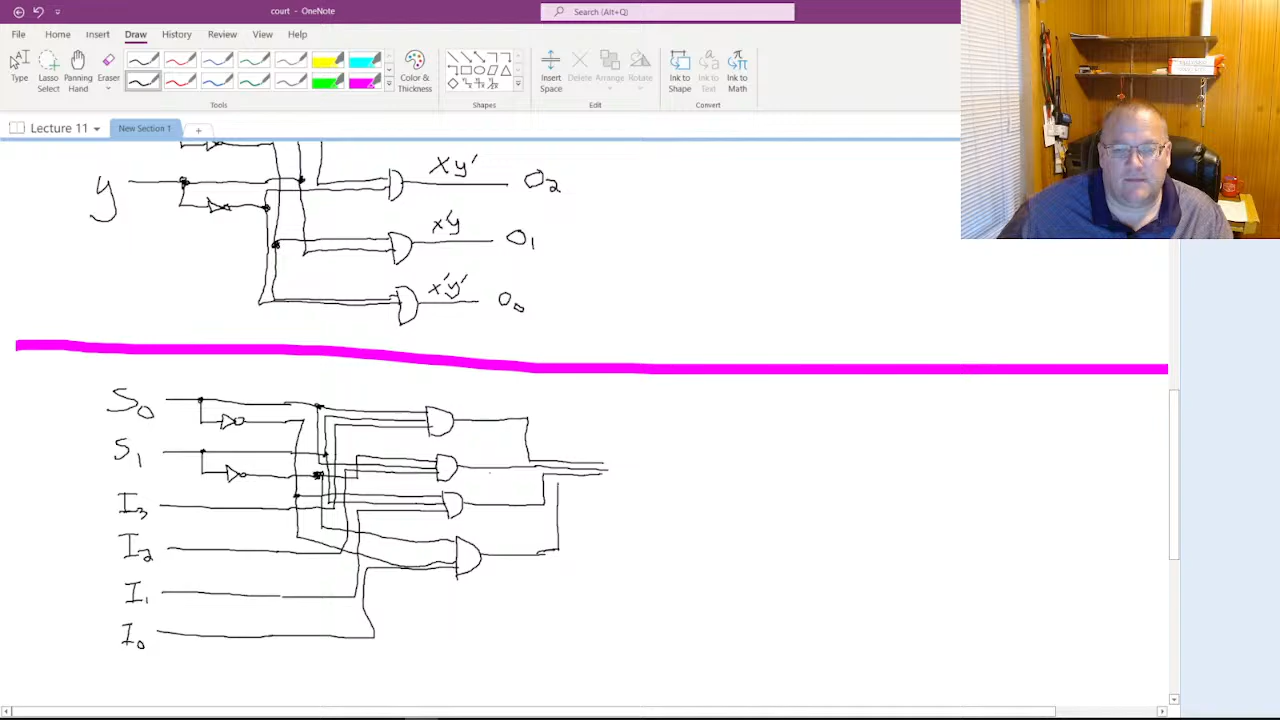 court - OneNote
Search (Alt+Q)
File Home Insert Draw History Review View Help
Type Lasso Select Panning Hand Eraser Color & Thickness Shapes Insert Space Delete Arrange Rotate Ink to Shape Ink to Text Ink to Math
Tools Shapes Edit Convert
Lecture 11 New Section 1 +
xy' O₂
y
x'y O₁
x'y' O₀
S₀
S₁
I₃
I₂
I₁
I₀